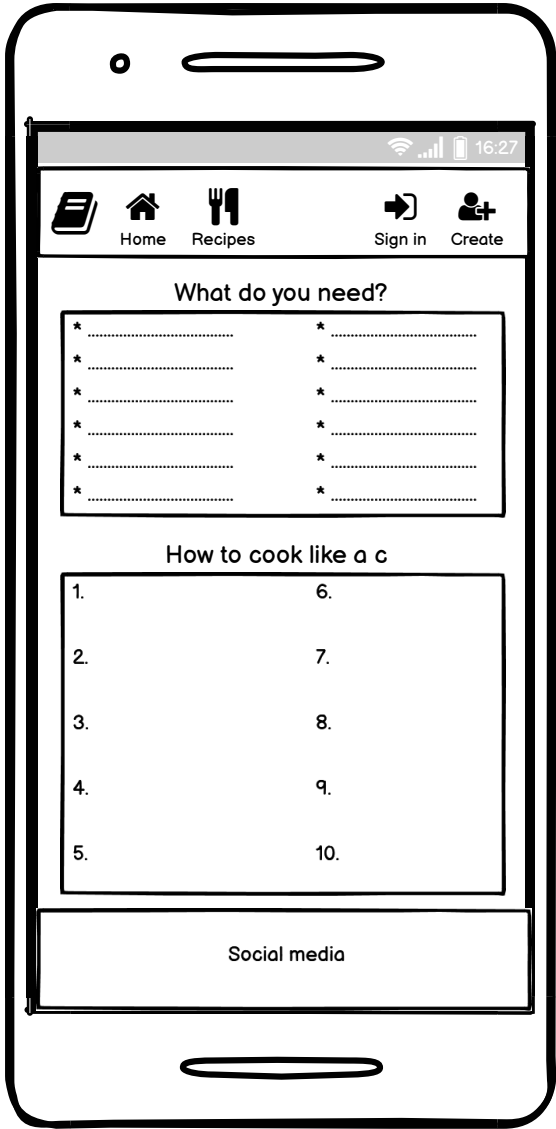 16:27
Home Recipes Sign in Create
What do you need?
* ........................ * ........................
* ........................ * ........................
* ........................ * ........................
* ........................ * ........................
* ........................ * ........................
* ........................ * ........................
How to cook like a c
1. 6.
2. 7.
3. 8.
4. 9.
5. 10.
Social media